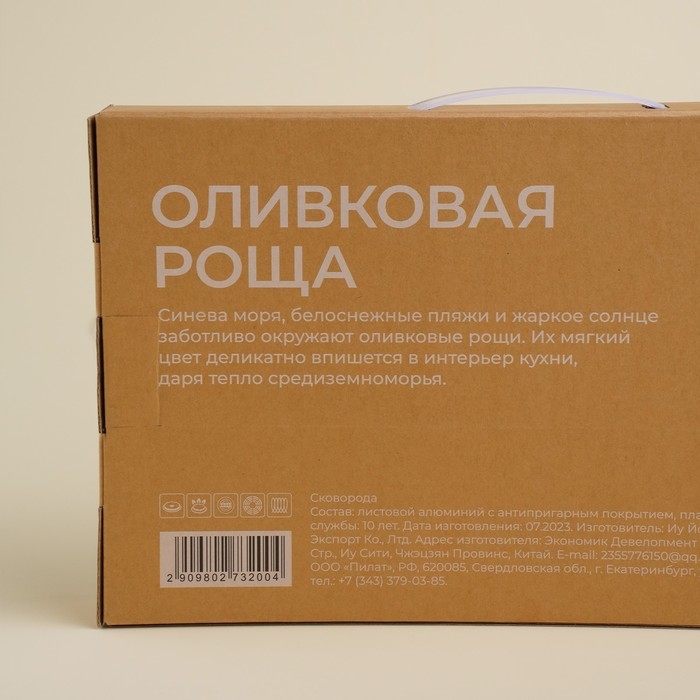 ОЛИВКОВАЯ
РОЩА
Синева моря, белоснежные пляжи и жаркое солнце
заботливо окружают оливковые рощи. Их мягкий
цвет деликатно впишется в интерьер кухни,
даря тепло средиземноморья.
Сковорода
Состав: листовой алюминий с антипригарным покрытием, пла
службы: 10 лет. Дата изготовления: 07.2023. Изготовитель: Иу Й
Экспорт Ко., Лтд. Адрес изготовителя: Экономик Девелопмент
Стр., Иу Сити, Чжэцзян Провинс, Китай. E-mail: 2355776150@qq.
ООО «Пилат», РФ, 620085, Свердловская обл., г. Екатеринбург,
тел.: +7 (343) 379-03-85.
2 909802 732004